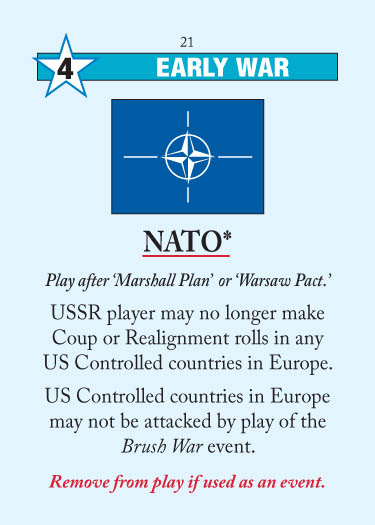 21
4
EARLY WAR
NATO*
Play after ‘Marshall Plan’ or ‘Warsaw Pact.’
USSR player may no longer make
Coup or Realignment rolls in any
US Controlled countries in Europe.
US Controlled countries in Europe
may not be attacked by play of the
Brush War event.
Remove from play if used as an event.